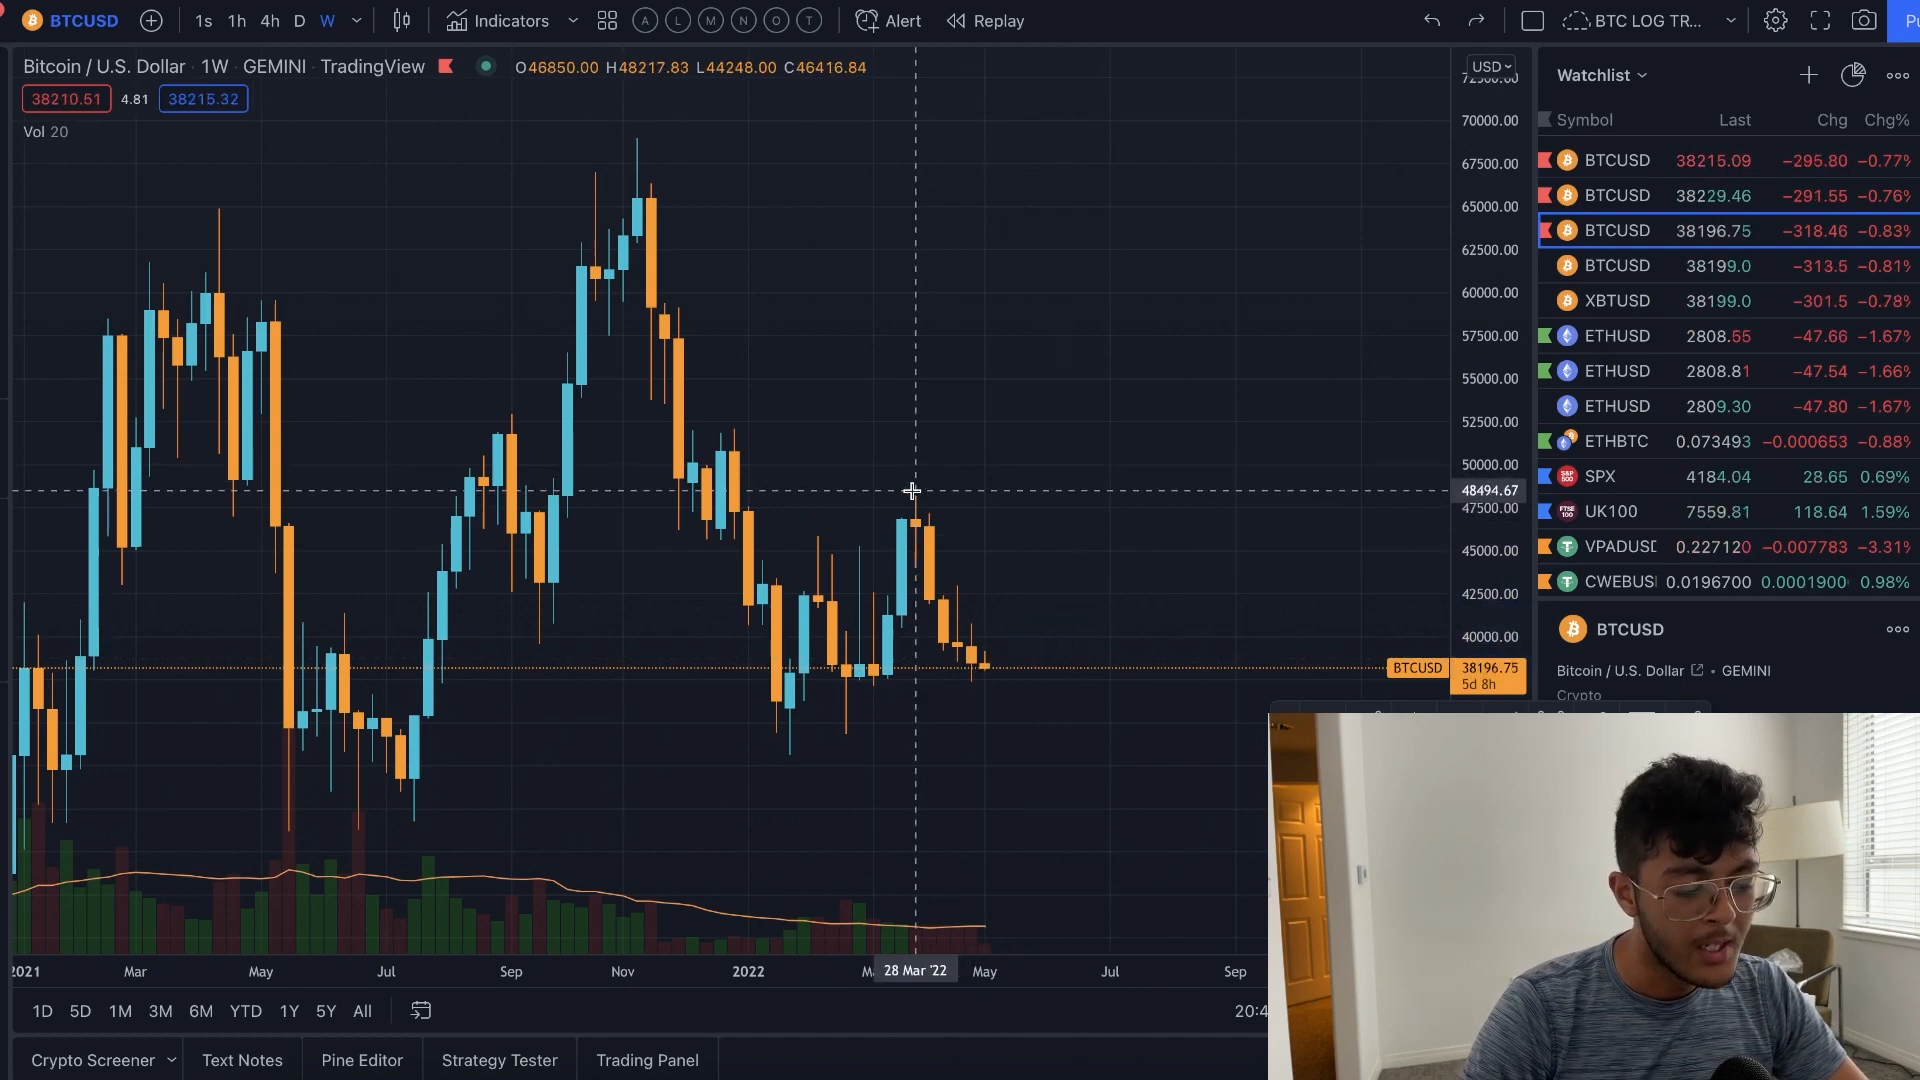 BTCUSD 1s 1h 4h D W Indicators A L M N O T Alert Replay BTC LOG TR...
Bitcoin / U.S. Dollar · 1W · GEMINI · TradingView O46850.00 H48217.83 L44248.00 C46416.84
38210.51 4.81 38215.32
Vol 20
USD
70000.00
67500.00
65000.00
62500.00
60000.00
57500.00
55000.00
52500.00
50000.00
48494.67
47500.00
45000.00
42500.00
40000.00
BTCUSD 38196.75
5d 8h
2021 Mar May Jul Sep Nov 2022 28 Mar '22 May Jul Sep
1D 5D 1M 3M 6M YTD 1Y 5Y All 20:4
Crypto Screener Text Notes Pine Editor Strategy Tester Trading Panel
Watchlist
Symbol Last Chg Chg%
BTCUSD 38215.09 −295.80 −0.77%
BTCUSD 38229.46 −291.55 −0.76%
BTCUSD 38196.75 −318.46 −0.83%
BTCUSD 38199.0 −313.5 −0.81%
XBTUSD 38199.0 −301.5 −0.78%
ETHUSD 2808.55 −47.66 −1.67%
ETHUSD 2808.81 −47.54 −1.66%
ETHUSD 2809.30 −47.80 −1.67%
ETHBTC 0.073493 −0.000653 −0.88%
SPX 4184.04 28.65 0.69%
UK100 7559.81 118.64 1.59%
VPADUSD 0.227120 −0.007783 −3.31%
CWEBUS 0.0196700 0.0001900 0.98%
BTCUSD
Bitcoin / U.S. Dollar • GEMINI
Crypto